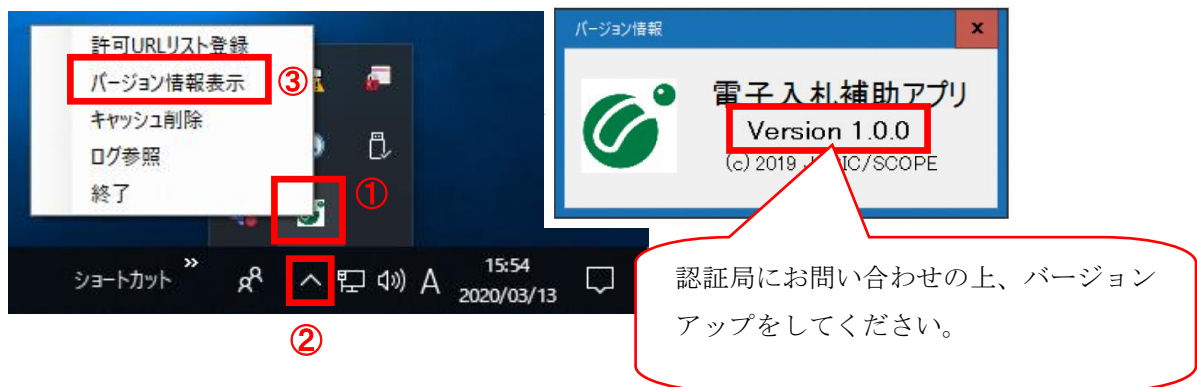 許可URLリスト登録
バージョン情報表示
③
キャッシュ削除
ログ参照
終了
①
ショートカット
»
A
15:54
2020/03/13
②
バージョン情報
x
電子入札補助アプリ
Version 1.0.0
(c) 2019 J IC/SCOPE
認証局にお問い合わせの上、バージョン
アップをしてください。